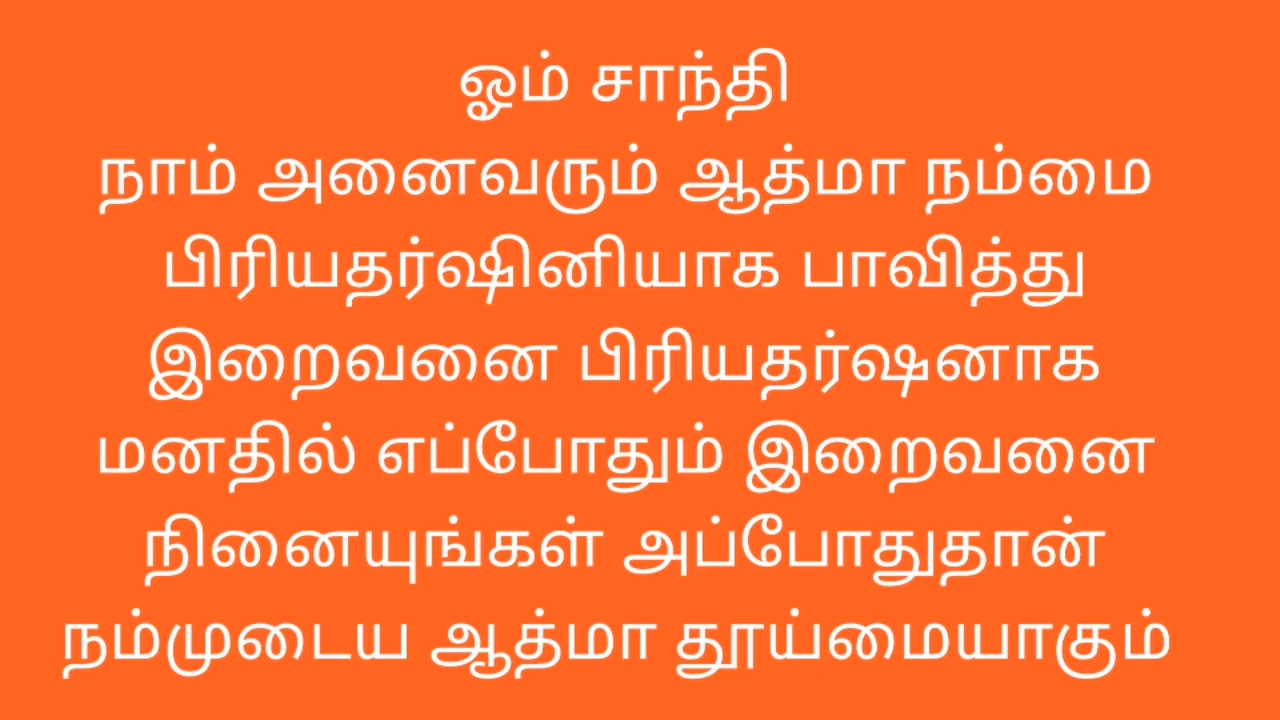 ஓம் சாந்தி
நாம் அனைவரும் ஆத்மா நம்மை
பிரியதர்ஷினியாக பாவித்து
இறைவனை பிரியதர்ஷனாக
மனதில் எப்போதும் இறைவனை
நினையுங்கள் அப்போதுதான்
நம்முடைய ஆத்மா தூய்மையாகும்